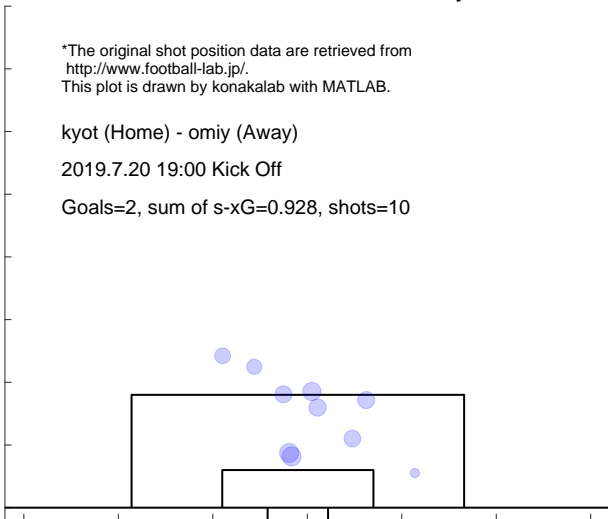 *The original shot position data are retrieved from
http://www.football-lab.jp/.
This plot is drawn by konakalab with MATLAB.
kyot (Home) - omiy (Away)
2019.7.20 19:00 Kick Off
Goals=2, sum of s-xG=0.928, shots=10